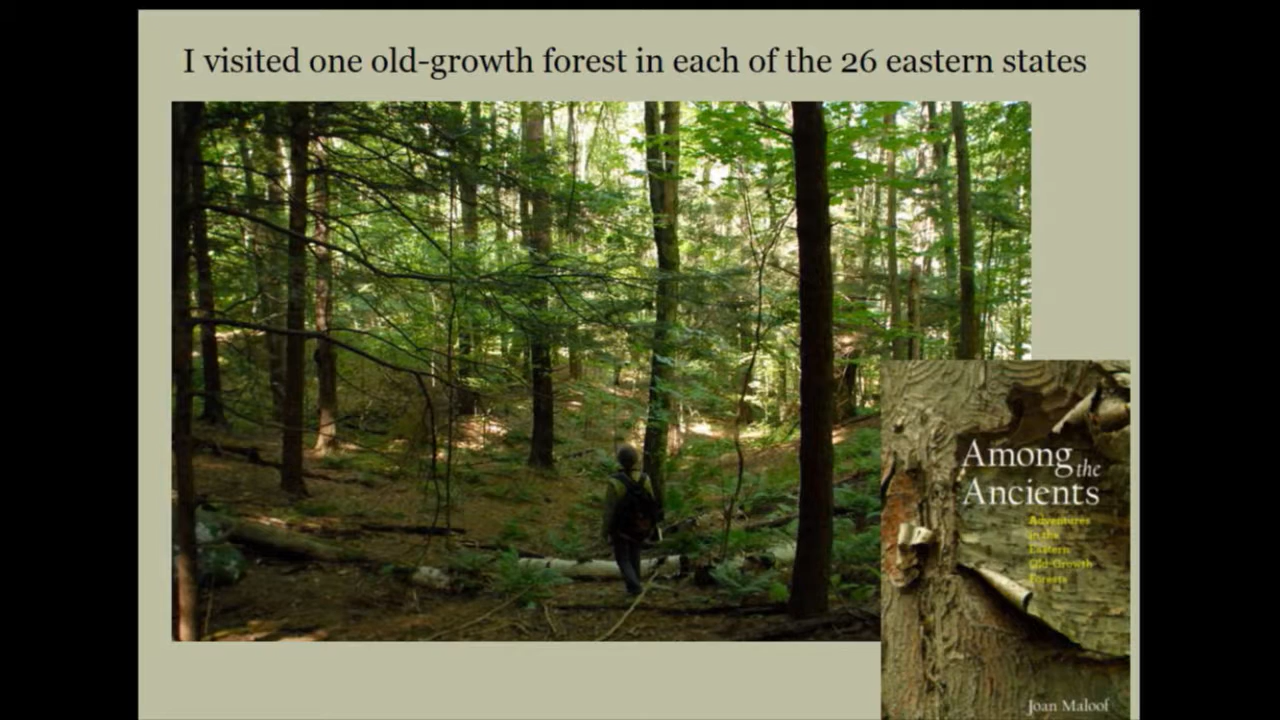 I visited one old-growth forest in each of the 26 eastern states
Among the
Ancients
Adventures
in the
Eastern
Old-Growth
Forests
Joan Maloof